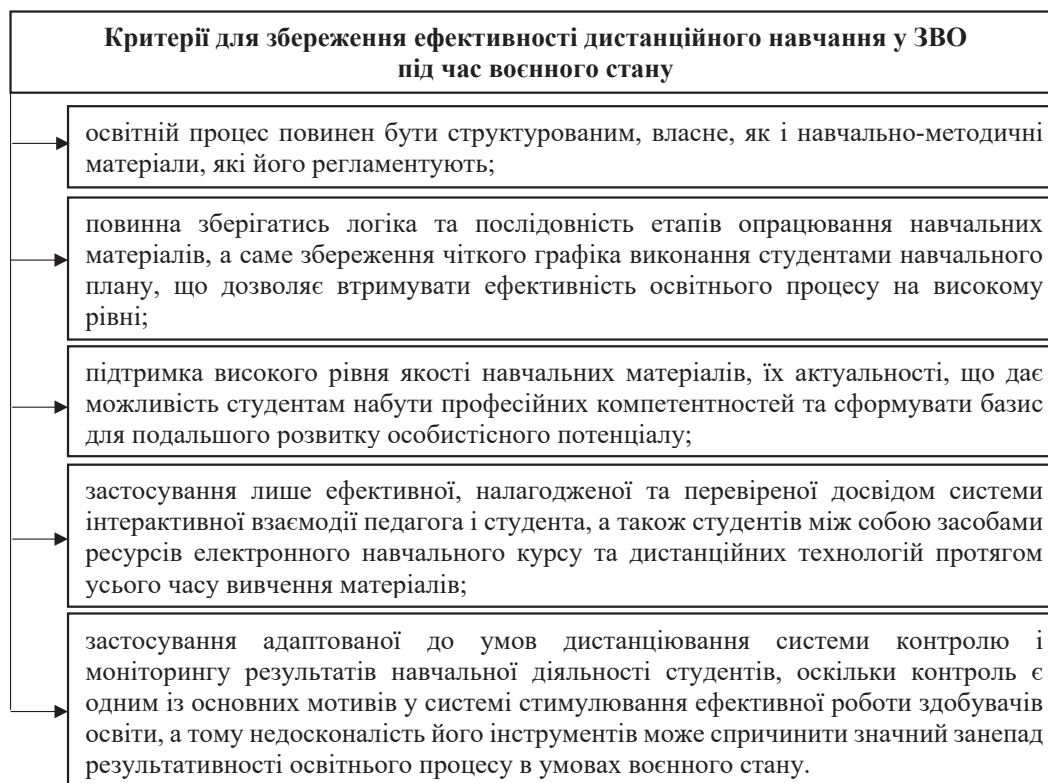 Критерії для збереження ефективності дистанційного навчання у ЗВО
під час воєнного стану
освітній процес повинен бути структурованим, власне, як і навчально-методичні
матеріали, які його регламентують;
повинна зберігатись логіка та послідовність етапів опрацювання навчальних
матеріалів, а саме збереження чіткого графіка виконання студентами навчального
плану, що дозволяє втримувати ефективність освітнього процесу на високому
рівні;
підтримка високого рівня якості навчальних матеріалів, їх актуальності, що дає
можливість студентам набути професійних компетентностей та сформувати базис
для подальшого розвитку особистісного потенціалу;
застосування лише ефективної, налагодженої та перевіреної досвідом системи
інтерактивної взаємодії педагога і студента, а також студентів між собою засобами
ресурсів електронного навчального курсу та дистанційних технологій протягом
усього часу вивчення матеріалів;
застосування адаптованої до умов дистанціювання системи контролю і
моніторингу результатів навчальної діяльності студентів, оскільки контроль є
одним із основних мотивів у системі стимулювання ефективної роботи здобувачів
освіти, а тому недосконалість його інструментів може спричинити значний занепад
результативності освітнього процесу в умовах воєнного стану.